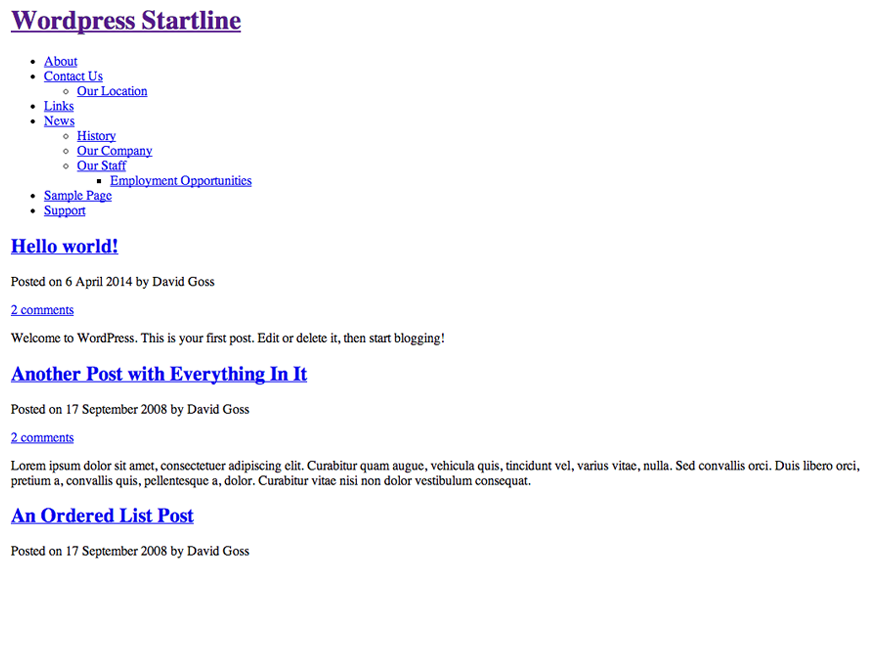 Wordpress Startline
About
Contact Us
Our Location
Links
News
History
Our Company
Our Staff
Employment Opportunities
Sample Page
Support
Hello world!
Posted on 6 April 2014 by David Goss
2 comments
Welcome to WordPress. This is your first post. Edit or delete it, then start blogging!
Another Post with Everything In It
Posted on 17 September 2008 by David Goss
2 comments
Lorem ipsum dolor sit amet, consectetuer adipiscing elit. Curabitur quam augue, vehicula quis, tincidunt vel, varius vitae, nulla. Sed convallis orci. Duis libero orci,
pretium a, convallis quis, pellentesque a, dolor. Curabitur vitae nisi non dolor vestibulum consequat.
An Ordered List Post
Posted on 17 September 2008 by David Goss